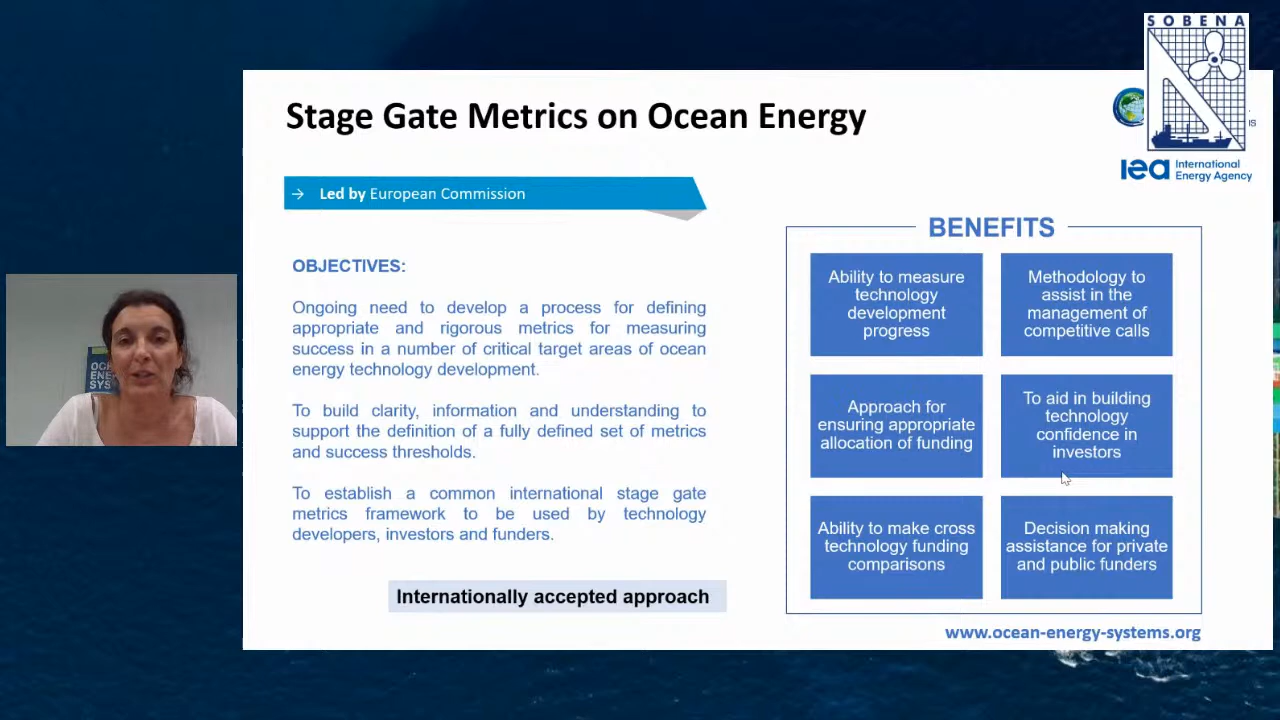 SOBENA
Stage Gate Metrics on Ocean Energy
IS
iea International
Energy Agency
→ Led by European Commission
OBJECTIVES:
Ongoing need to develop a process for defining
appropriate and rigorous metrics for measuring
success in a number of critical target areas of ocean
energy technology development.
To build clarity, information and understanding to
support the definition of a fully defined set of metrics
and success thresholds.
To establish a common international stage gate
metrics framework to be used by technology
developers, investors and funders.
Internationally accepted approach
BENEFITS
Ability to measure
technology
development
progress
Methodology to
assist in the
management of
competitive calls
Approach for
ensuring appropriate
allocation of funding
To aid in building
technology
confidence in
investors
Ability to make cross
technology funding
comparisons
Decision making
assistance for private
and public funders
www.ocean-energy-systems.org
OC
ENE
SYS